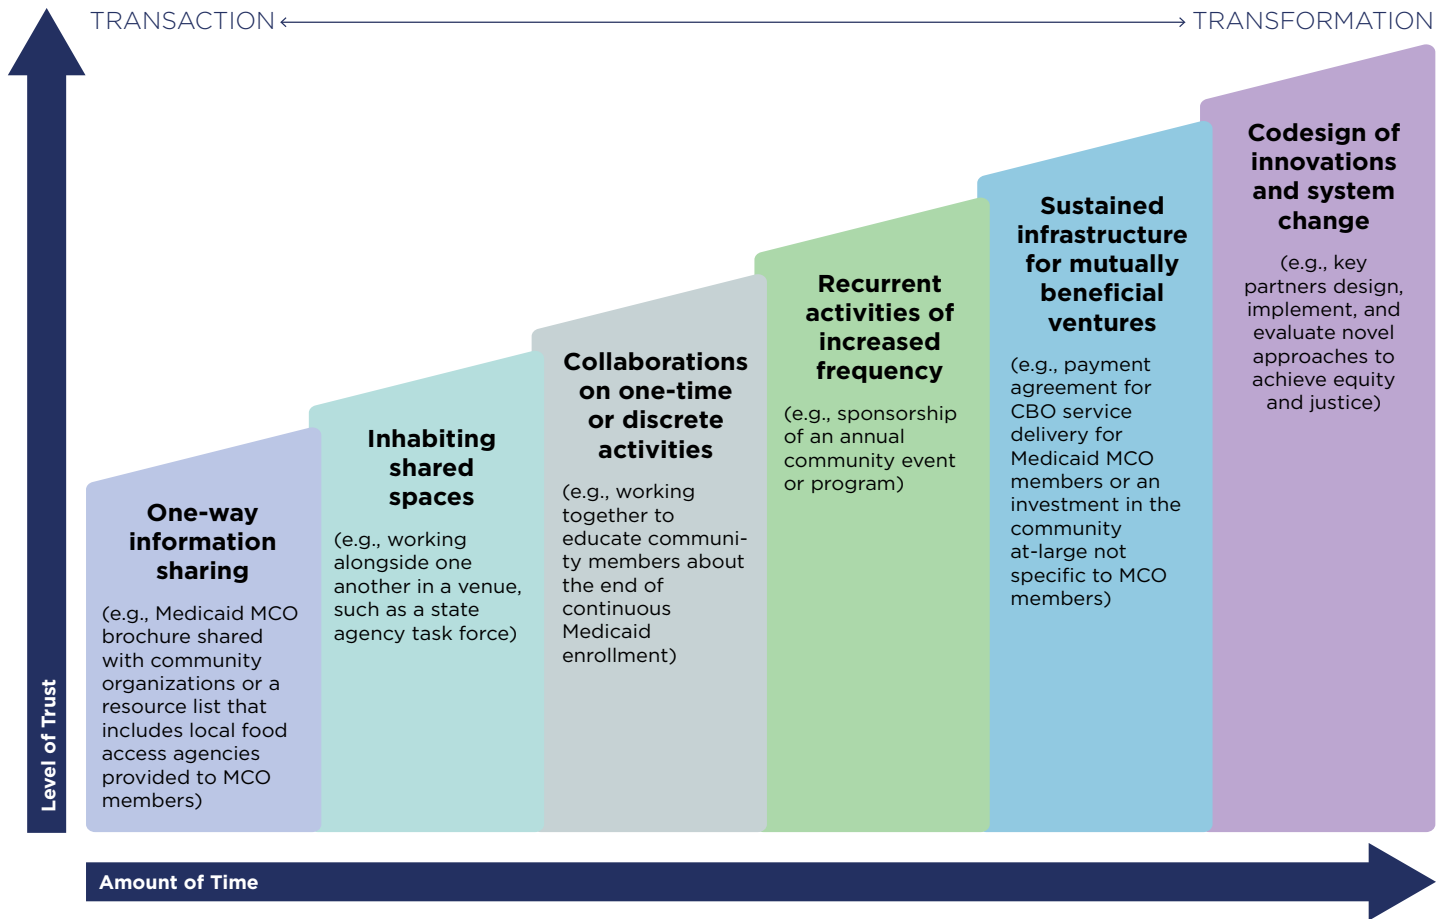 TRANSACTION
TRANSFORMATION
One-way
information
sharing
(e.g., Medicaid MCO
brochure shared
with community
organizations or a
resource list that
includes local food
access agencies
provided to MCO
members)
Inhabiting
shared
spaces
(e.g., working
alongside one
another in a venue,
such as a state
agency task force)
Collaborations
on one-time
or discrete
activities
(e.g., working
together to
educate communi-
ty members about
the end of
continuous
Medicaid
enrollment)
Recurrent
activities of
increased
frequency
(e.g., sponsorship
of an annual
community event
or program)
Sustained
infrastructure
for mutually
beneficial
ventures
(e.g., payment
agreement for
CBO service
delivery for
Medicaid MCO
members or an
investment in the
community
at-large not
specific to MCO
members)
Codesign of
innovations
and system
change
(e.g., key
partners design,
implement, and
evaluate novel
approaches to
achieve equity
and justice)
Level of Trust
Amount of Time